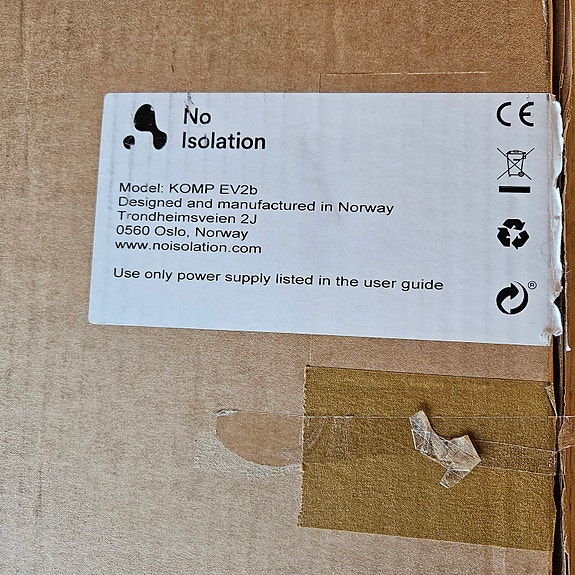 No
Isolation
CE
Model: KOMP EV2b
Designed and manufactured in Norway
Trondheimsveien 2J
0560 Oslo, Norway
www.noisolation.com
Use only power supply listed in the user guide
®